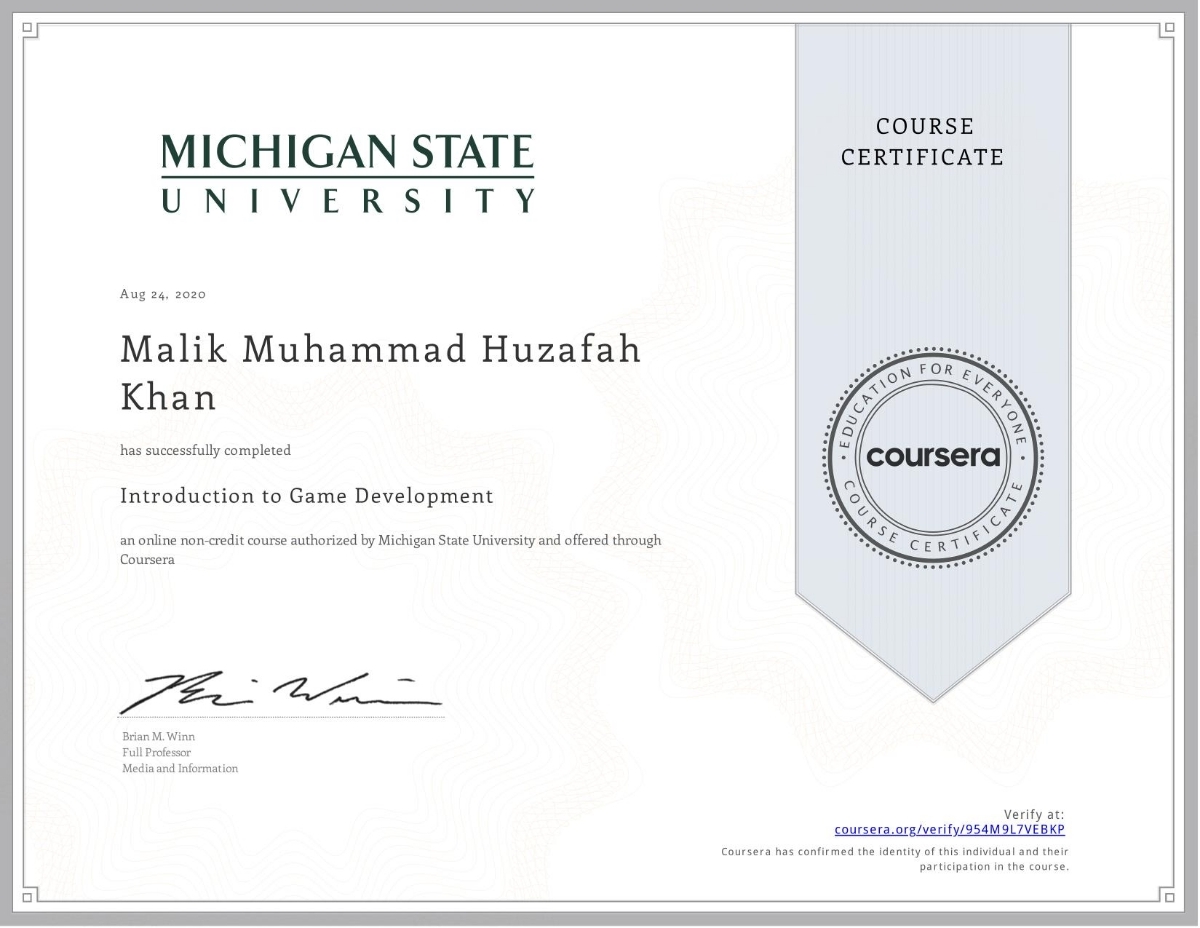 MICHIGAN STATE
UNIVERSITY
COURSE
CERTIFICATE
Aug 24, 2020
Malik Muhammad Huzafah
Khan
has successfully completed
Introduction to Game Development
an online non-credit course authorized by Michigan State University and offered through
Coursera
EDUCATION FOR EVERYONE
coursera
COURSE CERTIFICATE
Brian M. Winn
Full Professor
Media and Information
Verify at:
coursera.org/verify/954M9L7VEBKP
Coursera has confirmed the identity of this individual and their
participation in the course.